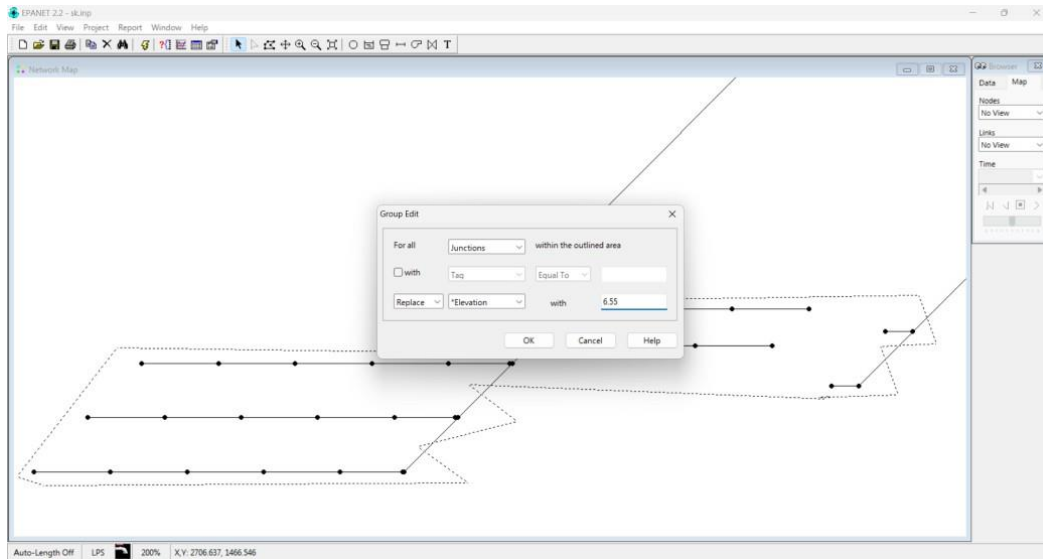 EPANET 2.2 - sk.inp
File Edit View Project Report Window Help
T
Network Map
Browser
Data Map
Nodes
No View
Links
No View
Time
Group Edit
For all Junctions within the outlined area
with Tag Equal To
Replace *Elevation with 6.55
OK Cancel Help
Auto-Length Off LPS 200% X,Y: 2706.637, 1466.546